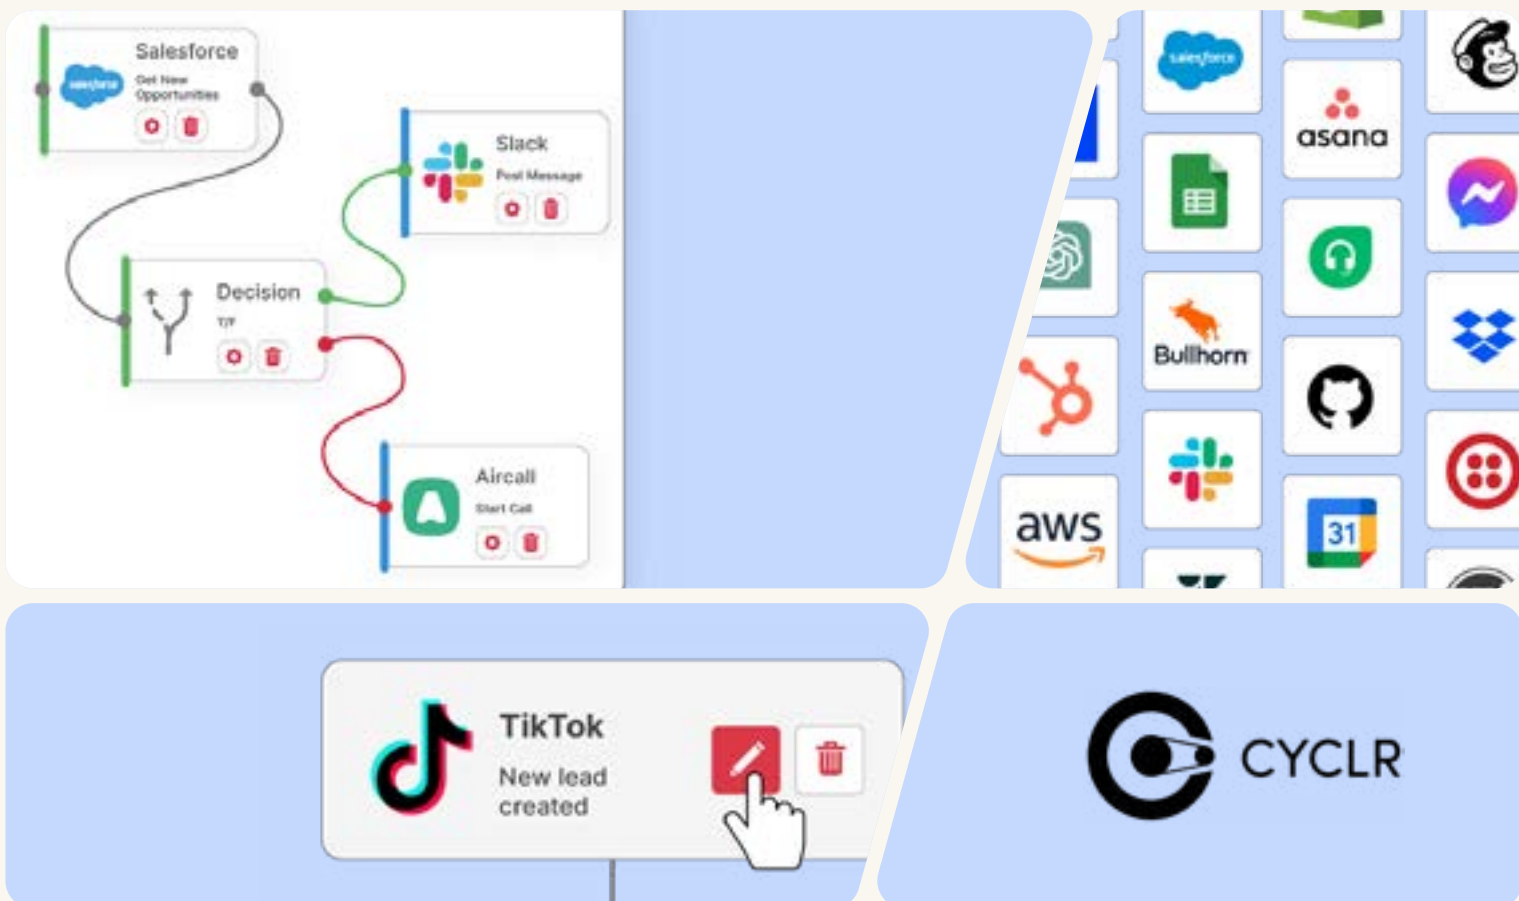 Salesforce
salesforce
Get New
Opportunities
Slack
Post Message
Decision
T/F
Aircall
Start Call
salesforce
asana
Bullhorn
aws
31
TikTok
New lead
created
CYCLR